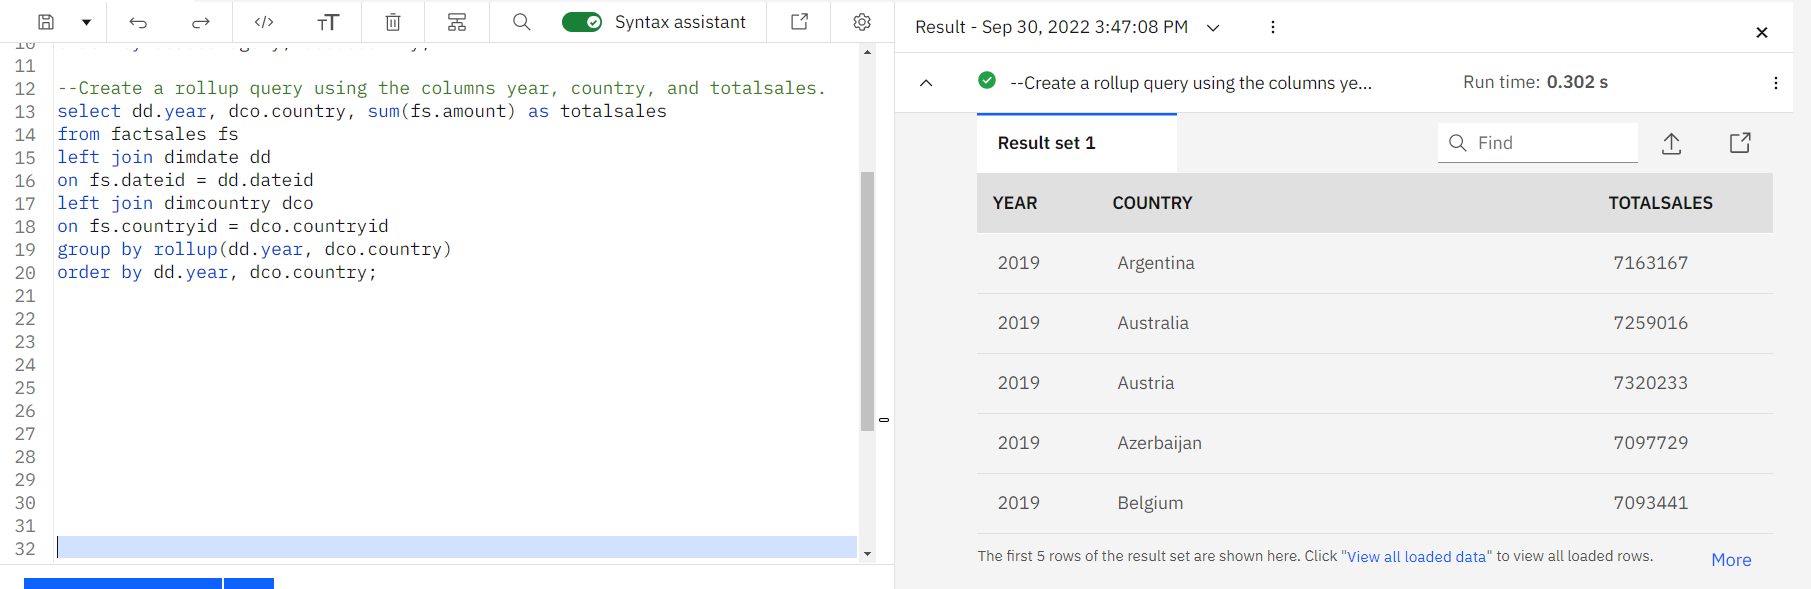 Syntax assistant
10
11
12 --Create a rollup query using the columns year, country, and totalsales.
13 select dd.year, dco.country, sum(fs.amount) as totalsales
14 from factsales fs
15 left join dimdate dd
16 on fs.dateid = dd.dateid
17 left join dimcountry dco
18 on fs.countryid = dco.countryid
19 group by rollup(dd.year, dco.country)
20 order by dd.year, dco.country;
21
22
23
24
25
26
27
28
29
30
31
32
Result - Sep 30, 2022 3:47:08 PM
--Create a rollup query using the columns ye...
Run time: 0.302 s
Result set 1
Find
YEAR COUNTRY TOTALSALES
2019 Argentina 7163167
2019 Australia 7259016
2019 Austria 7320233
2019 Azerbaijan 7097729
2019 Belgium 7093441
The first 5 rows of the result set are shown here. Click "View all loaded data" to view all loaded rows.
More